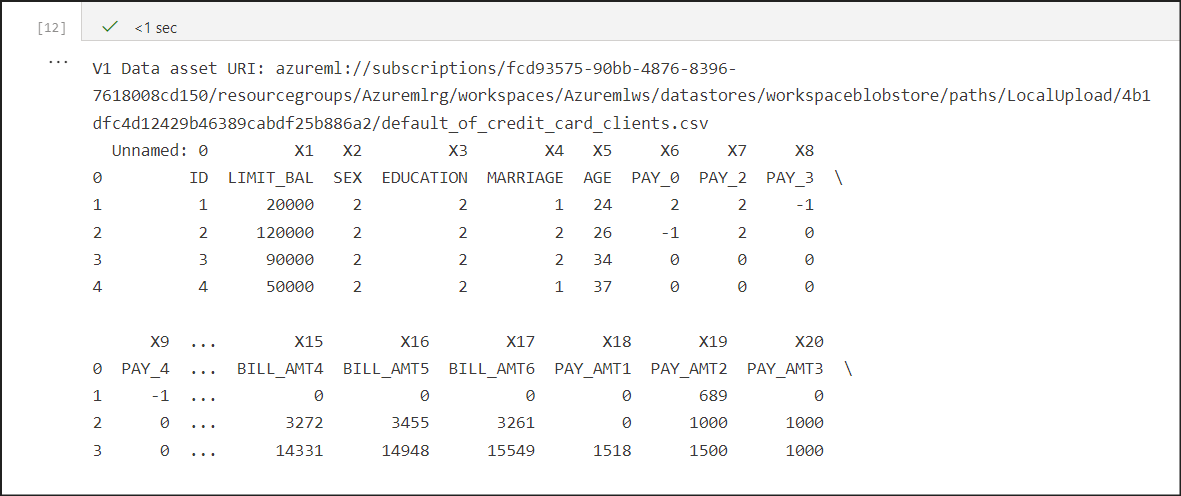 [12] ✓ <1 sec
...
V1 Data asset URI: azureml://subscriptions/fcd93575-90bb-4876-8396-
7618008cd150/resourcegroups/Azuremlrg/workspaces/Azuremlws/datastores/workspaceblobstore/paths/LocalUpload/4b1
dfc4d12429b46389cabdf25b886a2/default_of_credit_card_clients.csv
Unnamed: 0 X1 X2 X3 X4 X5 X6 X7 X8
0 ID LIMIT_BAL SEX EDUCATION MARRIAGE AGE PAY_0 PAY_2 PAY_3 \
1 1 20000 2 2 1 24 2 2 -1
2 2 120000 2 2 2 26 -1 2 0
3 3 90000 2 2 2 34 0 0 0
4 4 50000 2 2 1 37 0 0 0
X9 ... X15 X16 X17 X18 X19 X20
0 PAY_4 ... BILL_AMT4 BILL_AMT5 BILL_AMT6 PAY_AMT1 PAY_AMT2 PAY_AMT3 \
1 -1 ... 0 0 0 0 689 0
2 0 ... 3272 3455 3261 0 1000 1000
3 0 ... 14331 14948 15549 1518 1500 1000